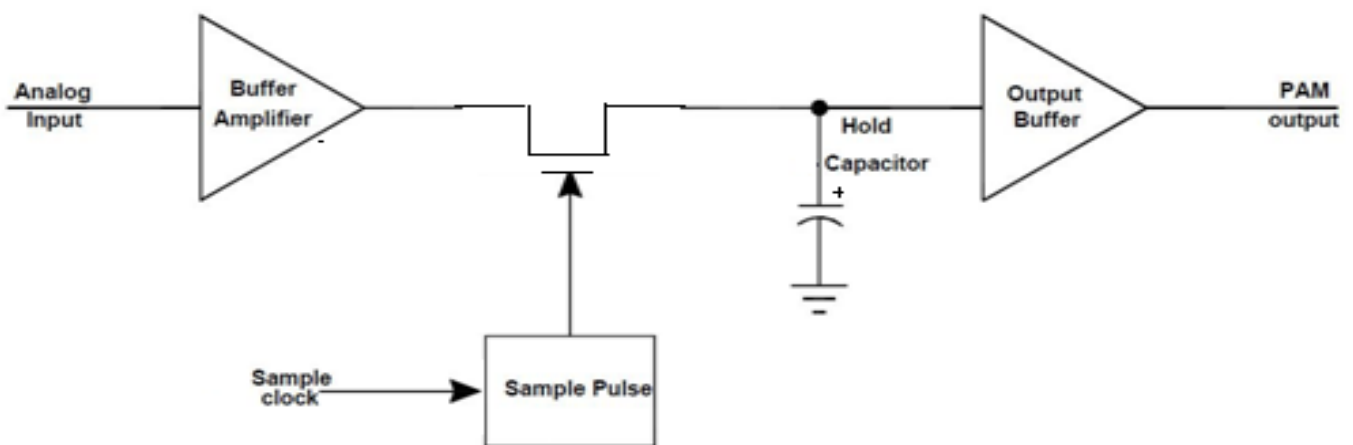 Analog
Input
Buffer
Amplifier
-
Hold
Capacitor
+
Output
Buffer
PAM
output
Sample
clock
Sample Pulse